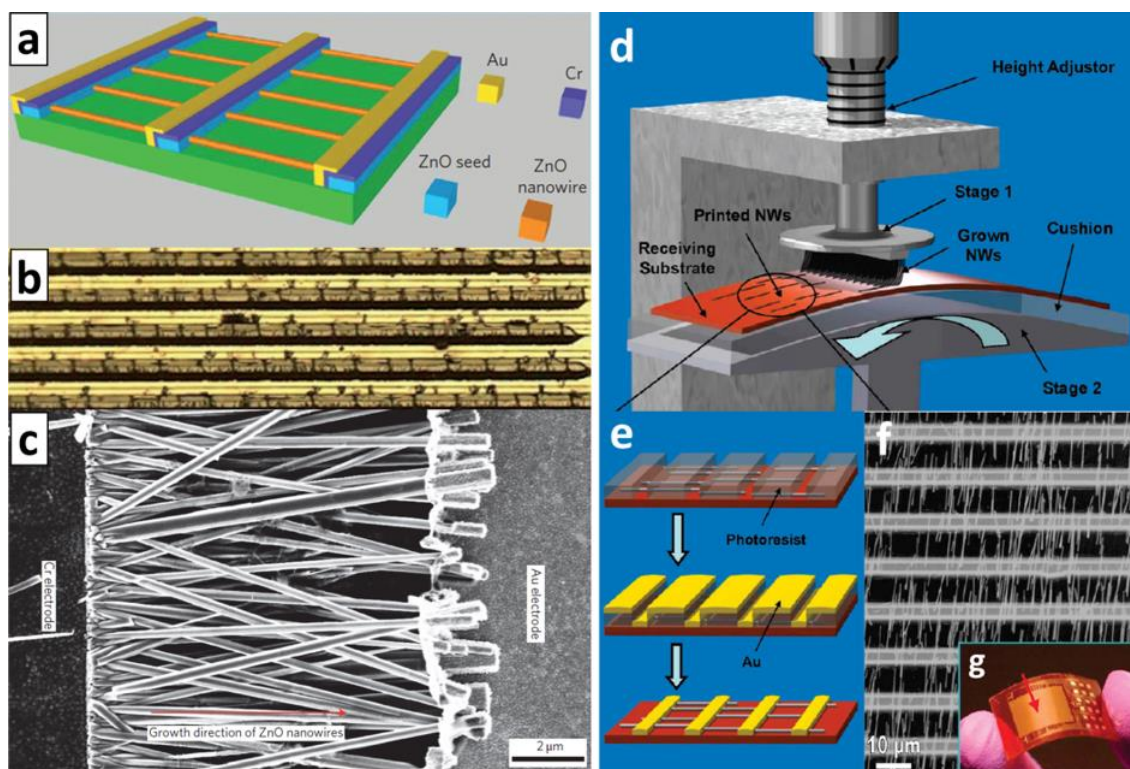 a
Au
Cr
ZnO seed
ZnO
nanowire
b
c
Cr electrode
Au electrode
Growth direction of ZnO nanowires
2 μm
d
Height Adjustor
Stage 1
Printed NWs
Grown
NWs
Cushion
Receiving
Substrate
Stage 2
e
Photoresist
Au
f
10 μm
g